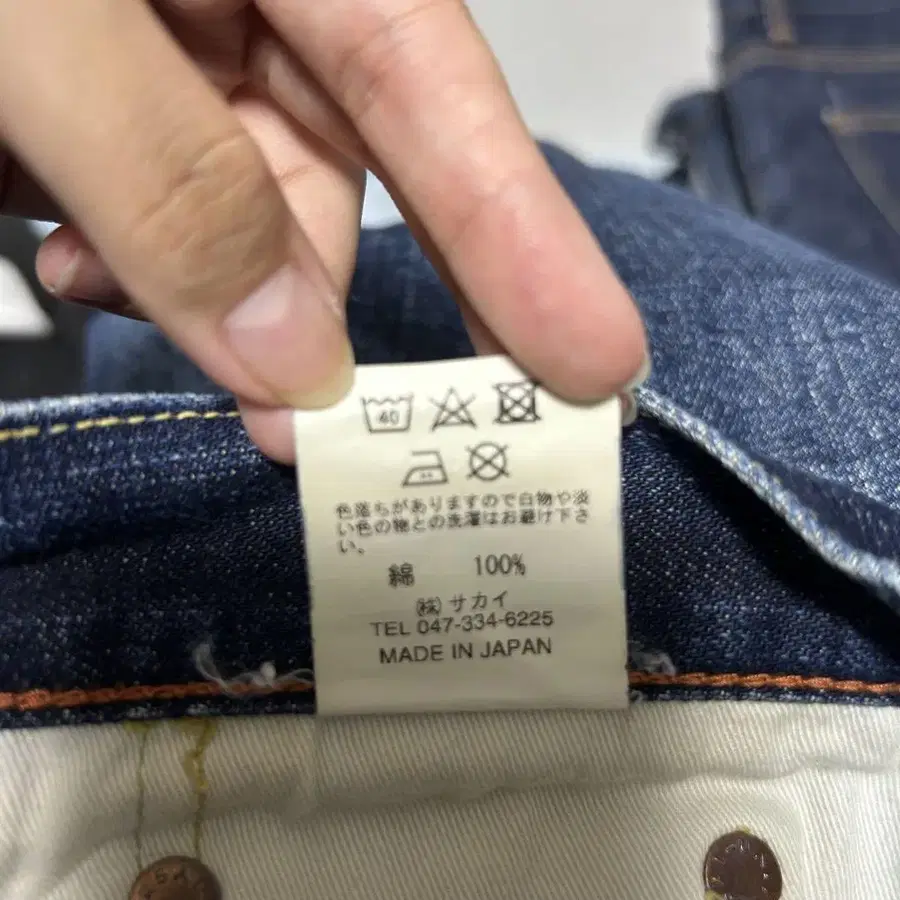 40
色落ちがありますので白物や淡
い色の物との洗濯はお避け下さ
い。
綿 100%
㈱サカイ
TEL 047-334-6225
MADE IN JAPAN